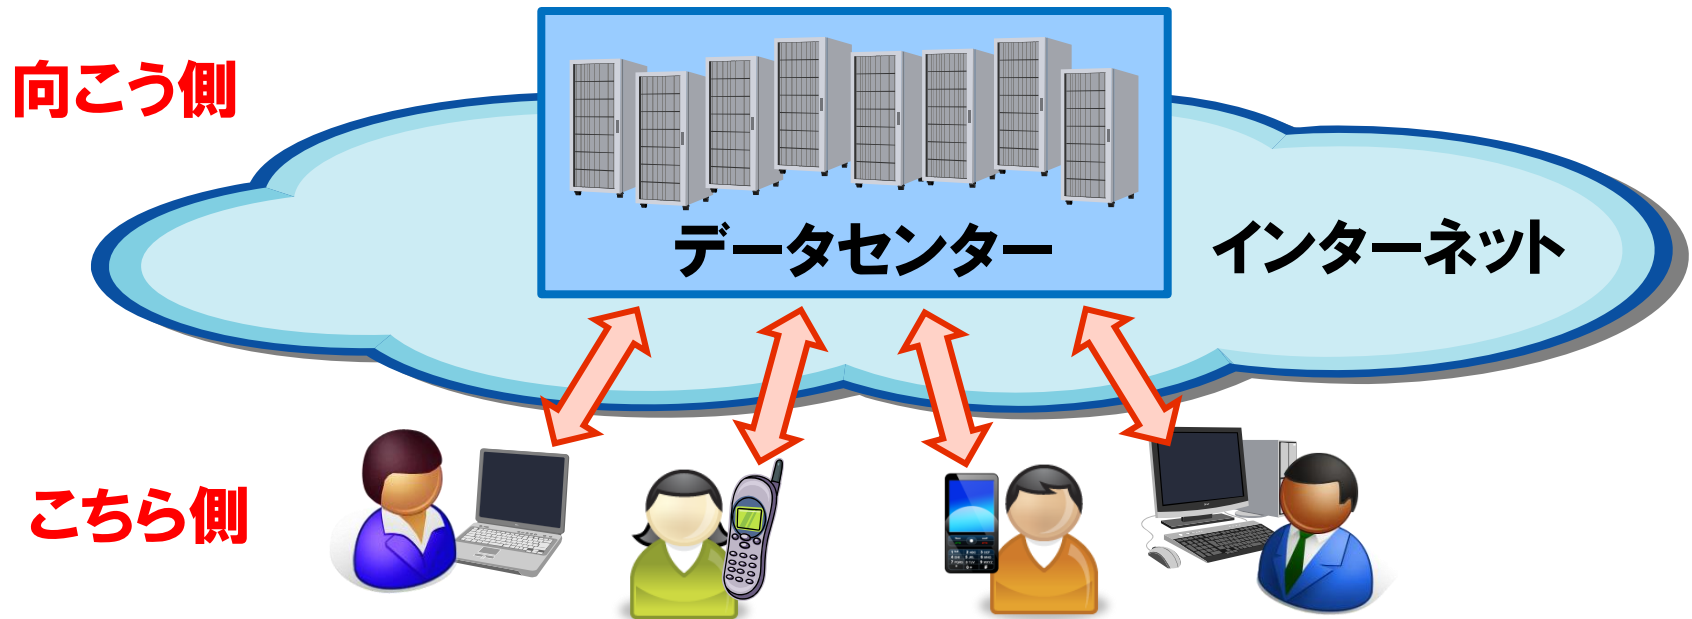 向こう側
データセンター
インターネット
こちら側